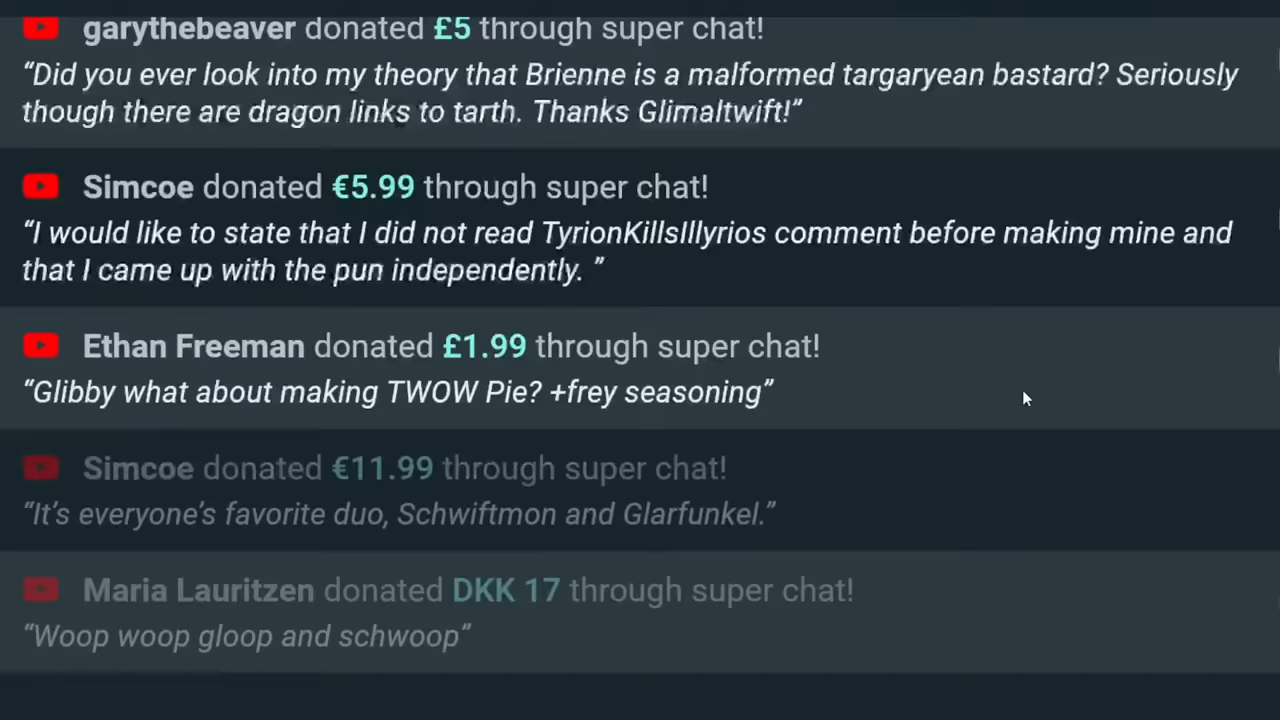 garythebeaver donated £5 through super chat!
“Did you ever look into my theory that Brienne is a malformed targaryean bastard? Seriously
though there are dragon links to tarth. Thanks Glimaltwift!”
Simcoe donated €5.99 through super chat!
“I would like to state that I did not read TyrionKillsIllyrios comment before making mine and
that I came up with the pun independently. ”
Ethan Freeman donated £1.99 through super chat!
“Glibby what about making TWOW Pie? +frey seasoning”
Simcoe donated €11.99 through super chat!
“It’s everyone’s favorite duo, Schwiftmon and Glarfunkel.”
Maria Lauritzen donated DKK 17 through super chat!
“Woop woop gloop and schwoop”